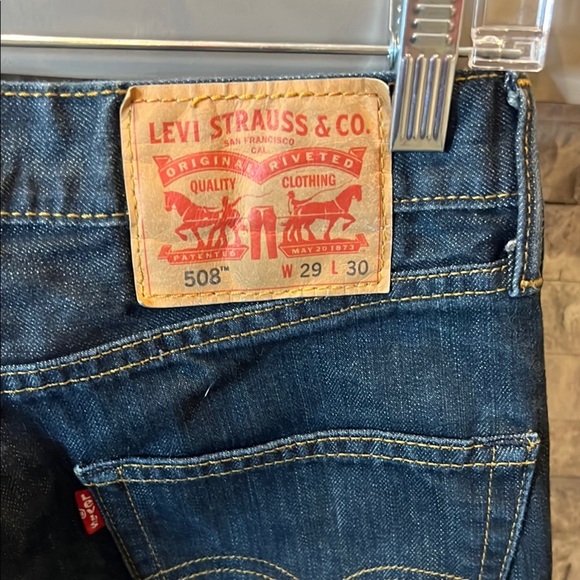 LEVI STRAUSS & CO.
SAN FRANCISCO
CAL
ORIGINAL RIVETED
QUALITY CLOTHING
PATENTED MAY 20 1873
508™ W 29 L 30
Levi's